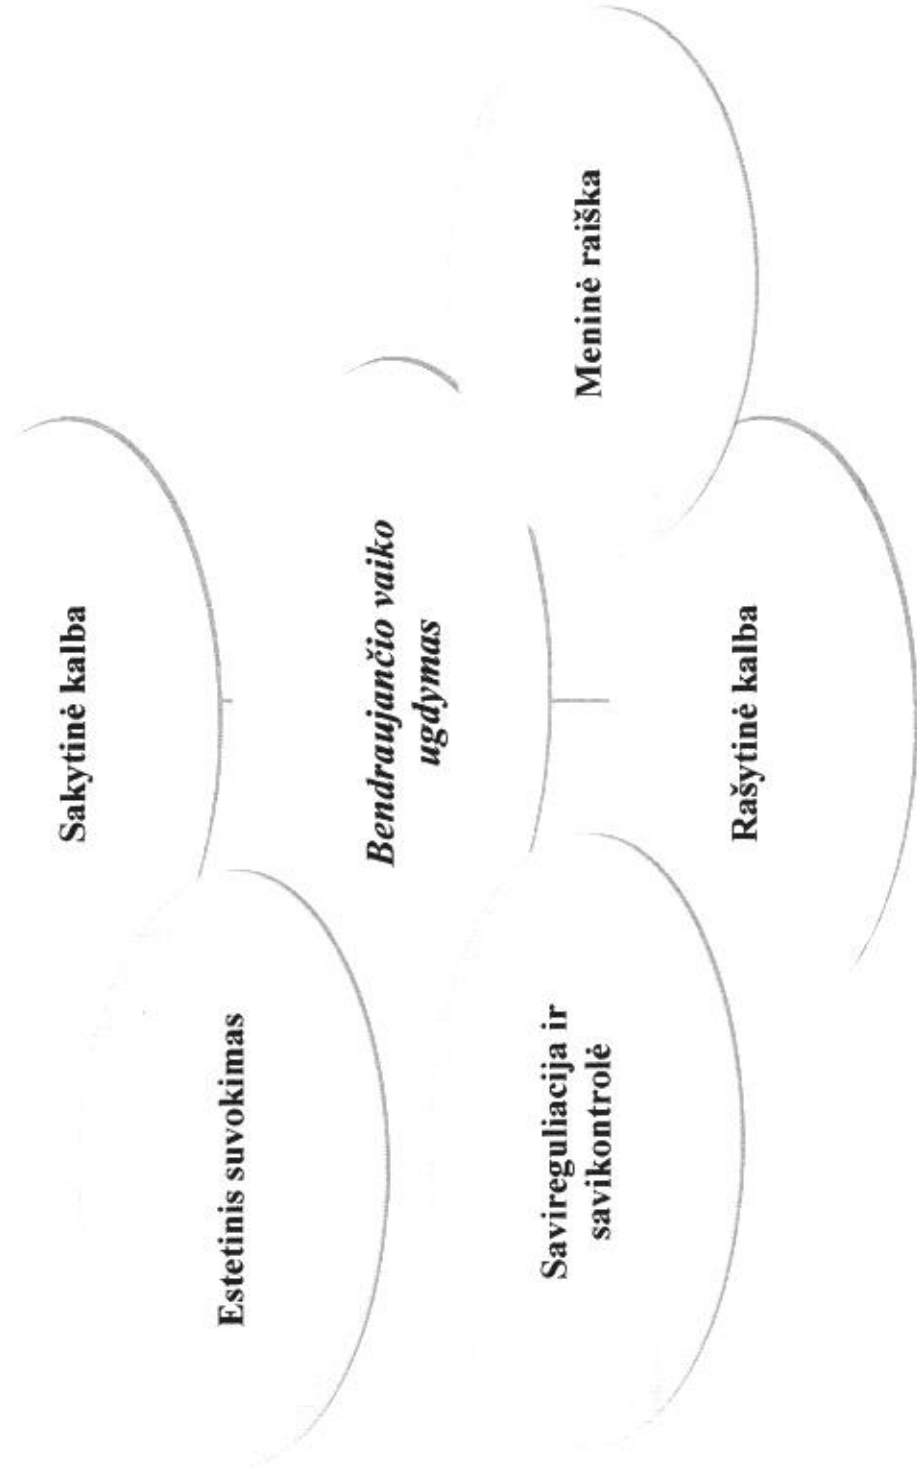 Sakytinė kalba
Estetinis suvokimas
Bendraujančio vaiko
ugdymas
Meninė raiška
Savireguliacija ir
savikontrolė
Rašytinė kalba